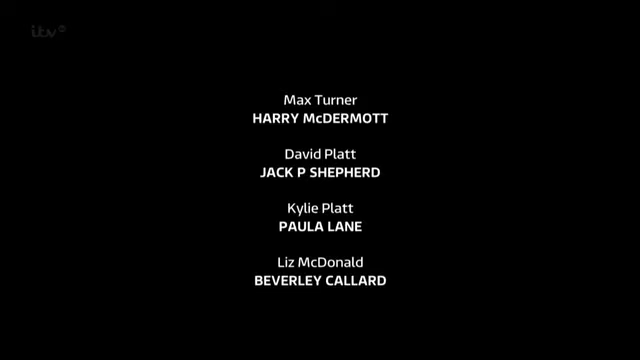 itv
Max Turner
HARRY McDERMOTT
David Platt
JACK P SHEPHERD
Kylie Platt
PAULA LANE
Liz McDonald
BEVERLEY CALLARD